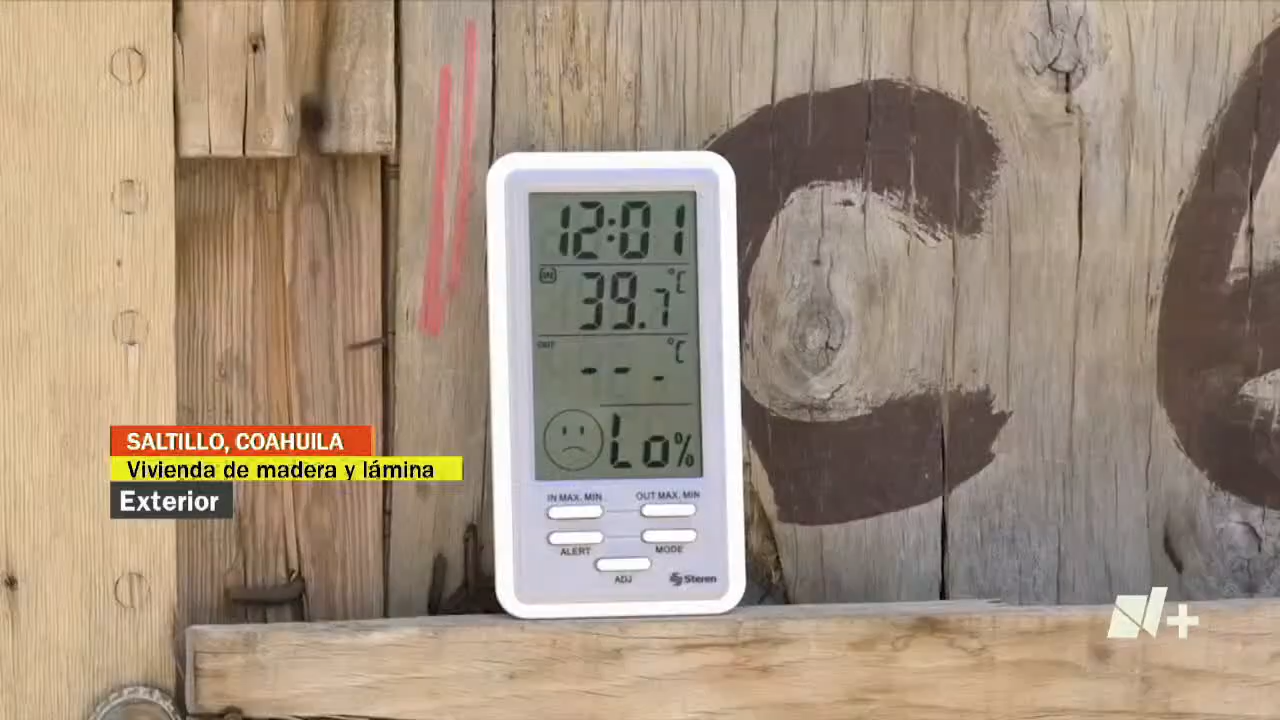 12:01
IN
39.7 °C
OUT
--.- °C
Lo%
IN MAX. MIN
OUT MAX. MIN
ALERT
MODE
ADJ
Steren
SALTILLO, COAHUILA
Vivienda de madera y lámina
Exterior
N+